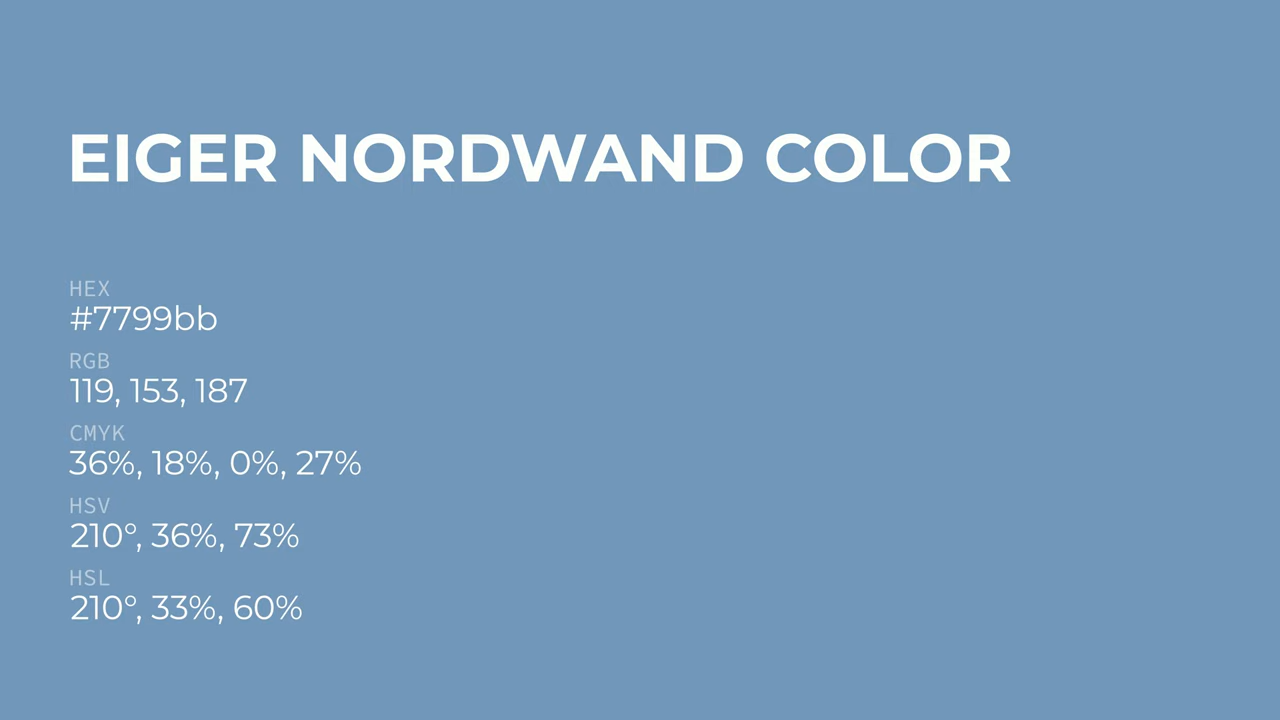 EIGER NORDWAND COLOR
HEX
#7799bb
RGB
119, 153, 187
CMYK
36%, 18%, 0%, 27%
HSV
210°, 36%, 73%
HSL
210°, 33%, 60%